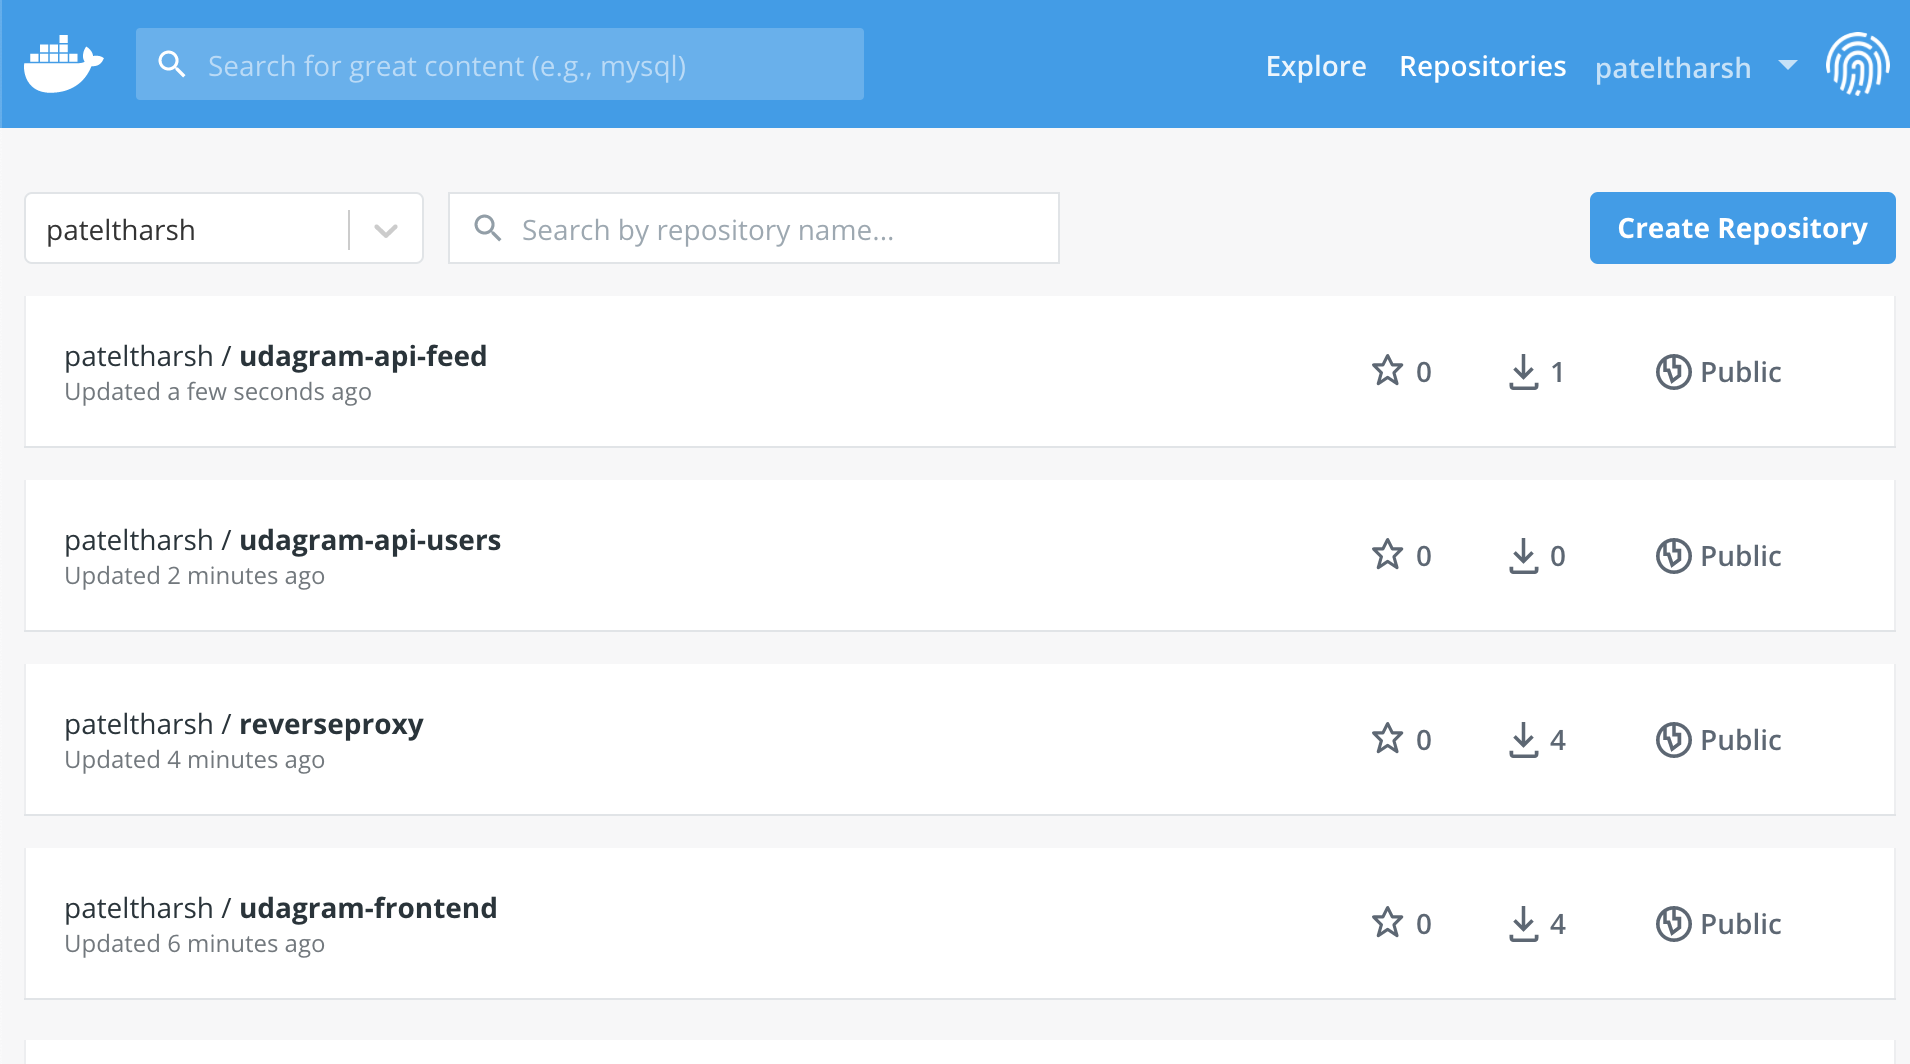 Search for great content (e.g., mysql)
Explore Repositories pateltharsh
pateltharsh
Search by repository name...
Create Repository
pateltharsh / udagram-api-feed
Updated a few seconds ago
0 1 Public
pateltharsh / udagram-api-users
Updated 2 minutes ago
0 0 Public
pateltharsh / reverseproxy
Updated 4 minutes ago
0 4 Public
pateltharsh / udagram-frontend
Updated 6 minutes ago
0 4 Public